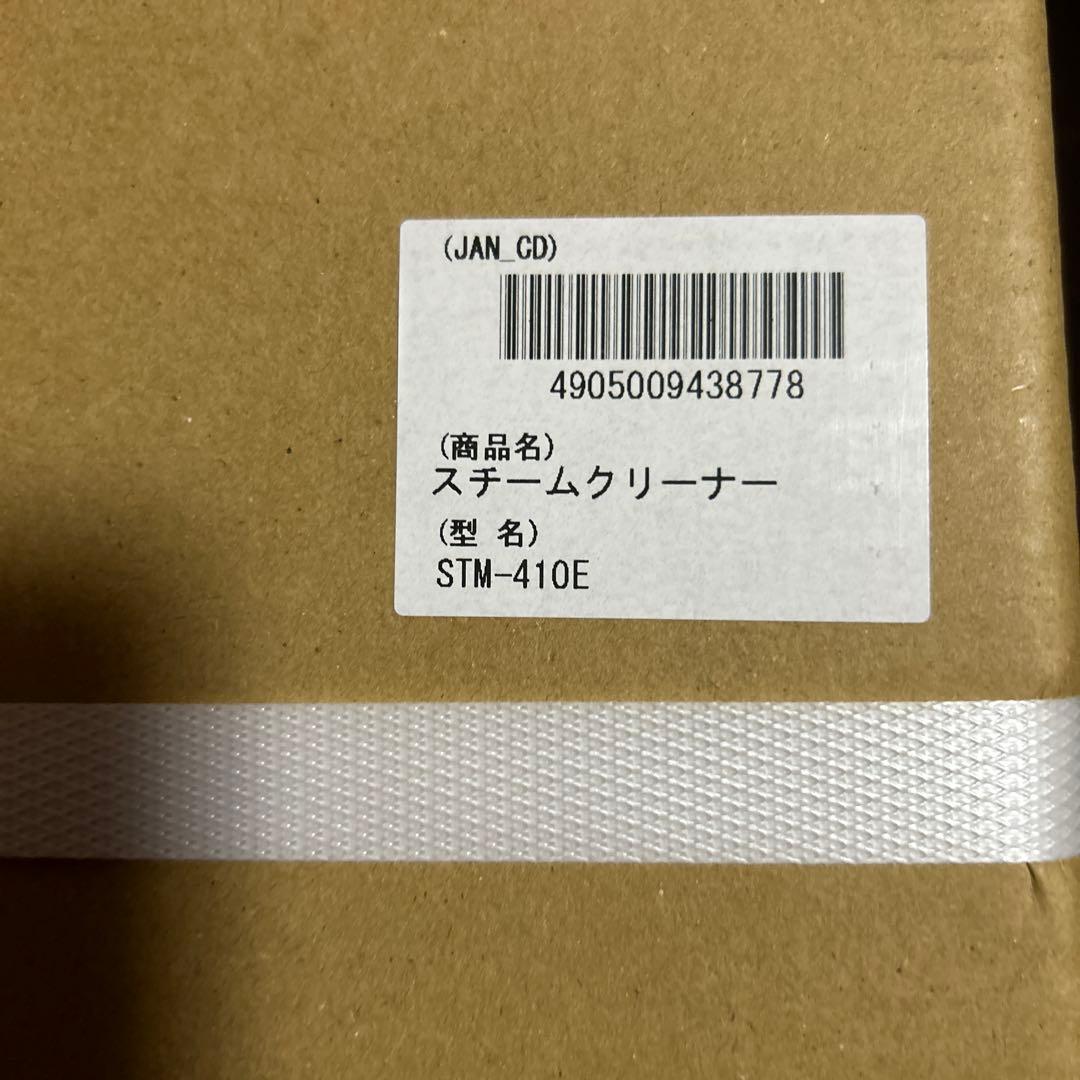 (JAN_CD)
4905009438778
(商品名)
スチームクリーナー
(型 名)
STM-410E